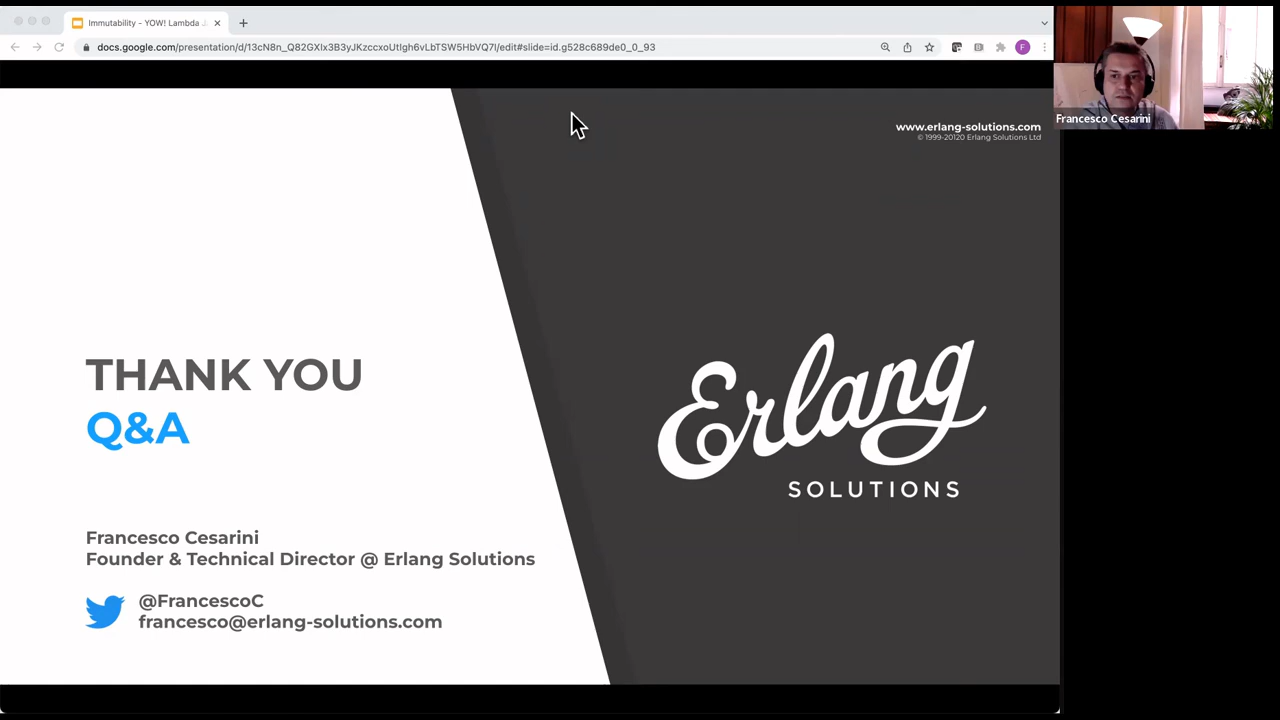 Immutability - YOW! Lambda J
docs.google.com/presentation/d/13cN8n_Q82GXlx3B3yJKzccxoUtIgh6vLbTSW5HbVQ7I/edit#slide=id.g528c689de0_0_93
F
Francesco Cesarini
www.erlang-solutions.com
© 1999-20120 Erlang Solutions Ltd
Erlang
SOLUTIONS
THANK YOU
Q&A
Francesco Cesarini
Founder & Technical Director @ Erlang Solutions
@FrancescoC
francesco@erlang-solutions.com